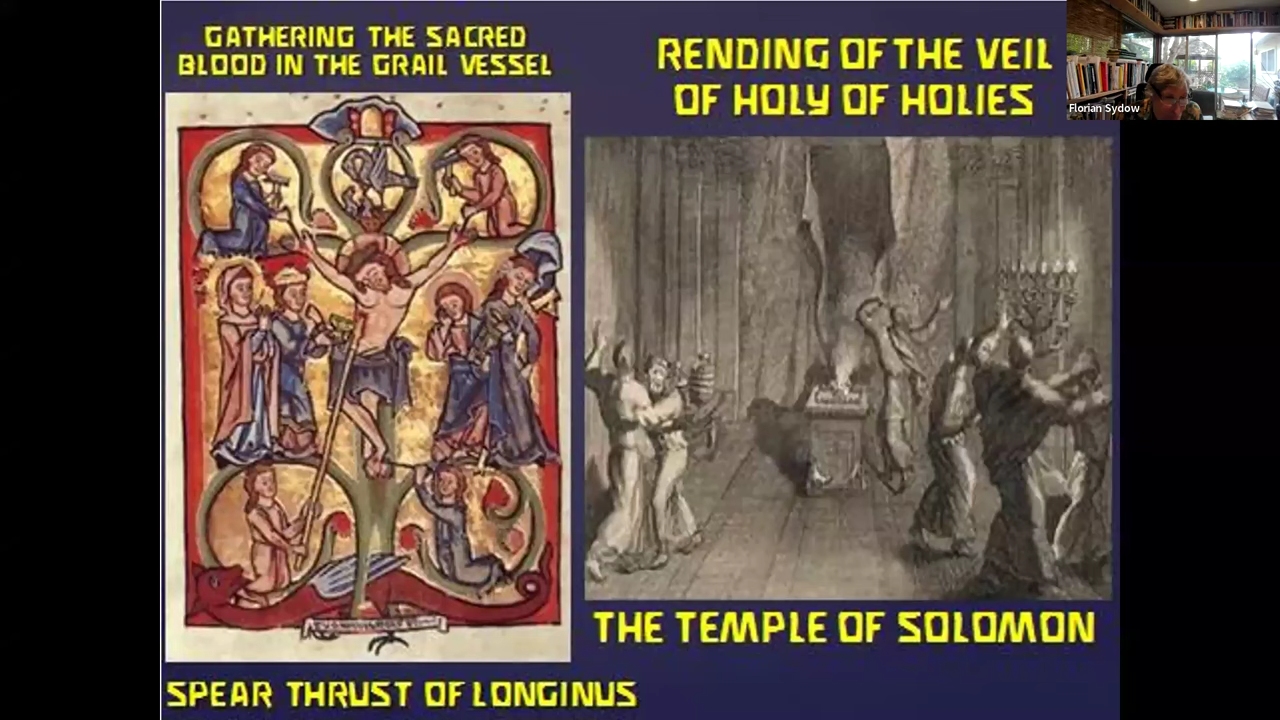 GATHERING THE SACRED
BLOOD IN THE GRAIL VESSEL
RENDING OF THE VEIL
OF HOLY OF HOLIES
Florian Sydow
THE TEMPLE OF SOLOMON
SPEAR THRUST OF LONGINUS